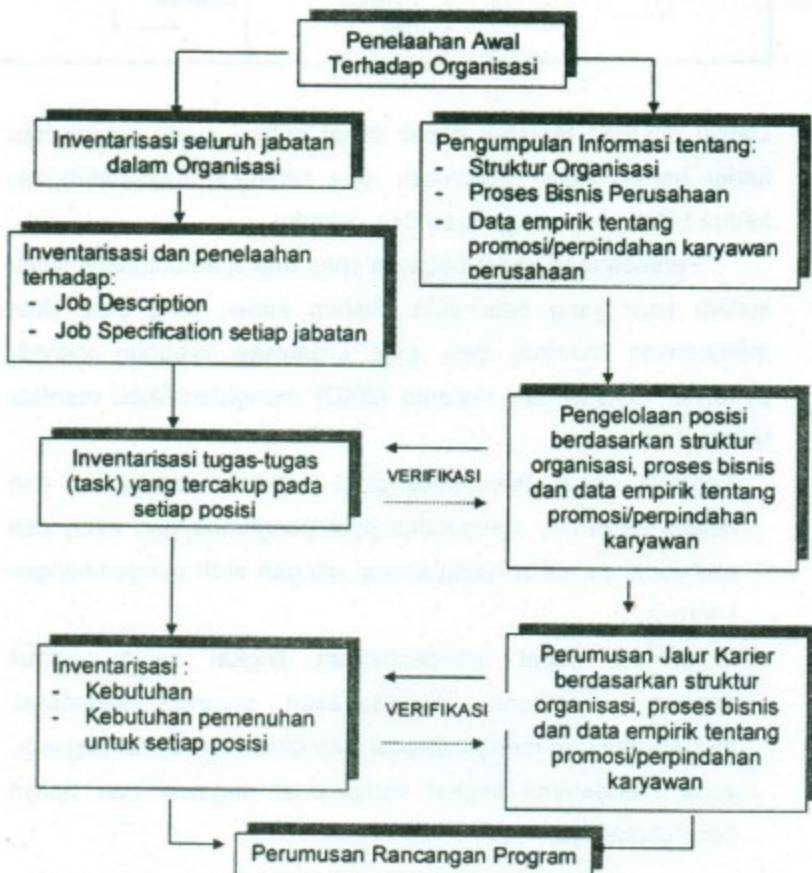 Penelaahan Awal
Terhadap Organisasi
Inventarisasi seluruh jabatan
dalam Organisasi
Pengumpulan Informasi tentang:
- Struktur Organisasi
- Proses Bisnis Perusahaan
- Data empirik tentang
promosi/perpindahan karyawan
perusahaan
Inventarisasi dan penelaahan
terhadap:
- Job Description
- Job Specification setiap jabatan
Inventarisasi tugas-tugas
(task) yang tercakup pada
setiap posisi
VERIFIKASI
Pengelolaan posisi
berdasarkan struktur
organisasi, proses bisnis
dan data empirik tentang
promosi/perpindahan
karyawan
Inventarisasi :
- Kebutuhan
- Kebutuhan pemenuhan
untuk setiap posisi
VERIFIKASI
Perumusan Jalur Karier
berdasarkan struktur
organisasi, proses bisnis
dan data empirik tentang
promosi/perpindahan
karyawan
Perumusan Rancangan Program